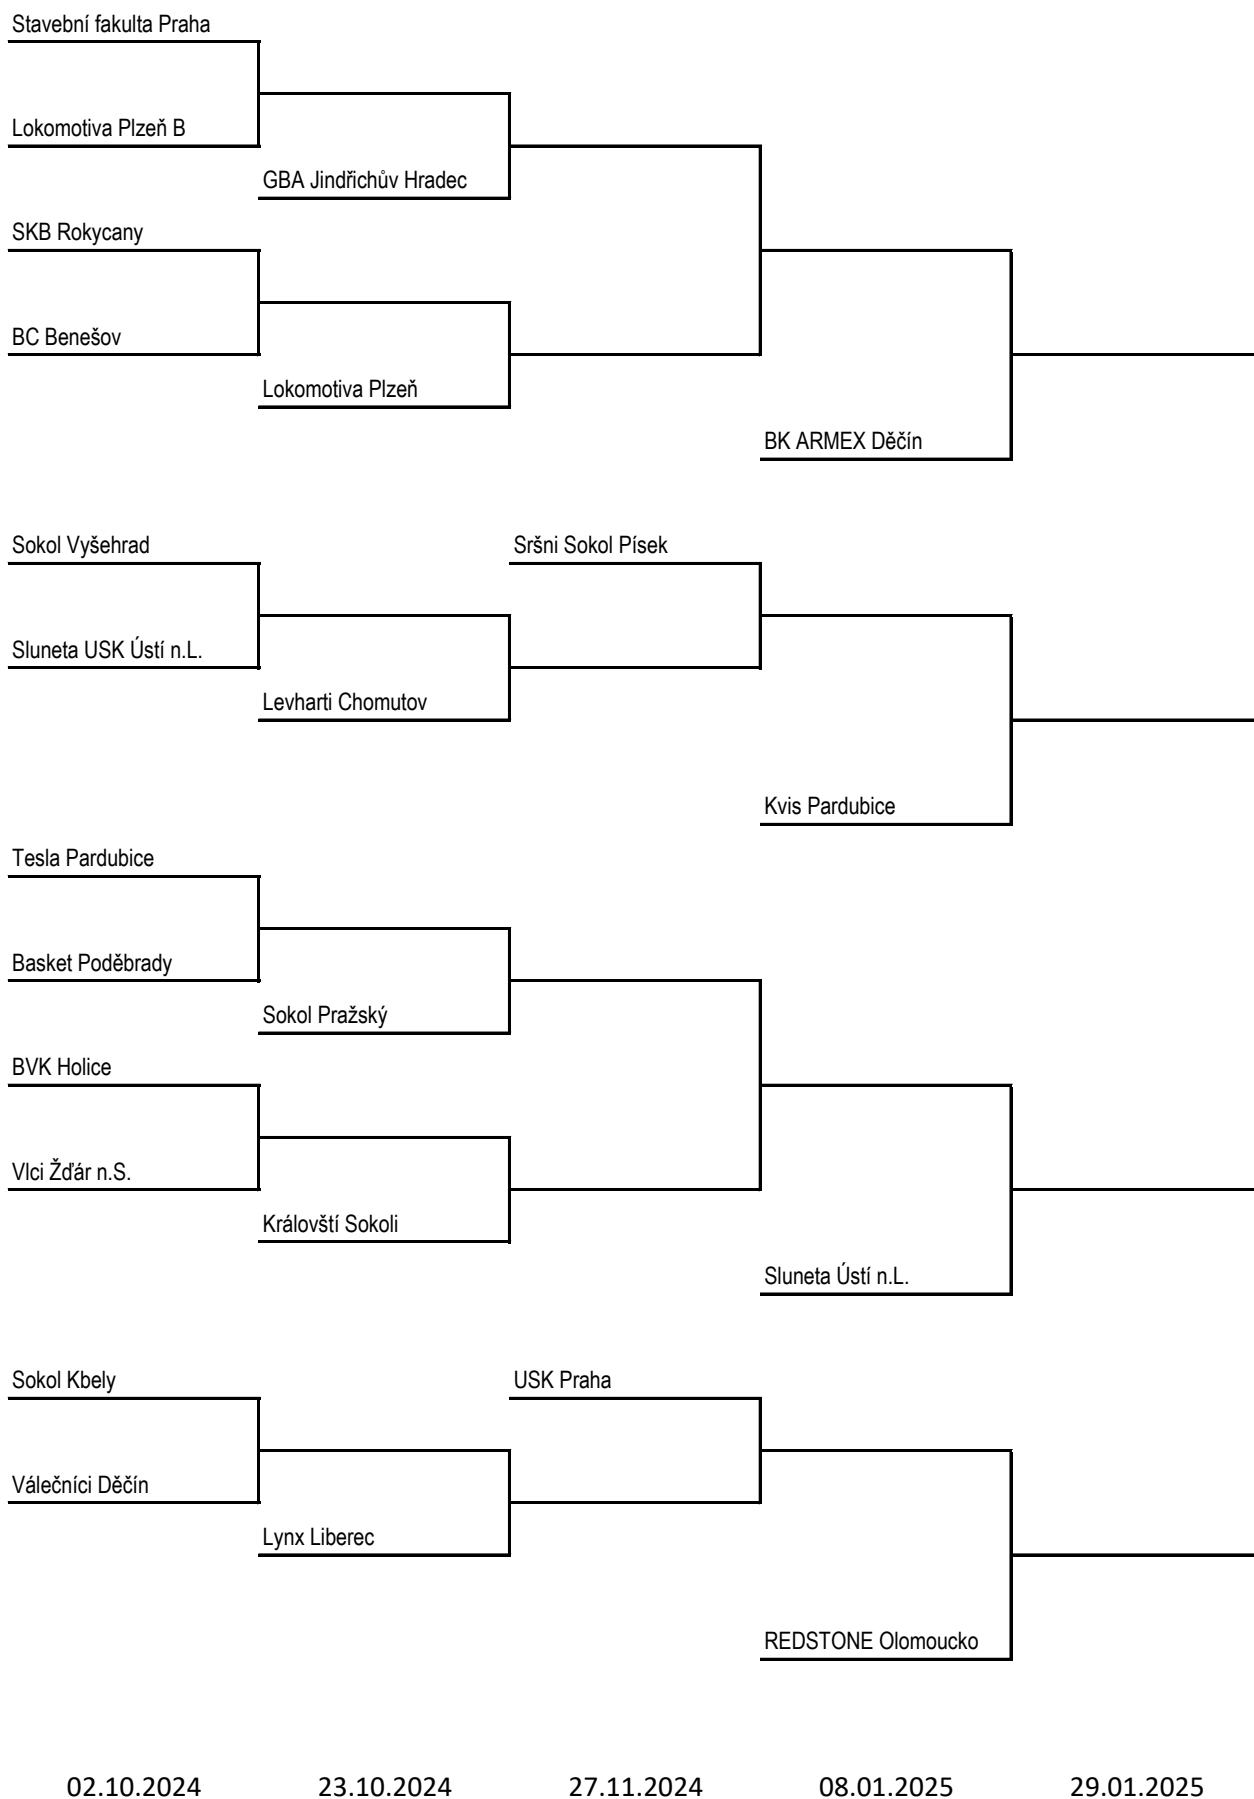 Stavební fakulta Praha
Lokomotiva Plzeň B
GBA Jindřichův Hradec
SKB Rokycany
BC Benešov
Lokomotiva Plzeň
BK ARMEX Děčín
Sokol Vyšehrad
Sršni Sokol Písek
Sluneta USK Ústí n.L.
Levharti Chomutov
Kvis Pardubice
Tesla Pardubice
Basket Poděbrady
Sokol Pražský
BVK Holice
Vlci Žďár n.S.
Královští Sokoli
Sluneta Ústí n.L.
Sokol Kbely
USK Praha
Válečníci Děčín
Lynx Liberec
REDSTONE Olomoucko
02.10.2024 23.10.2024 27.11.2024 08.01.2025 29.01.2025